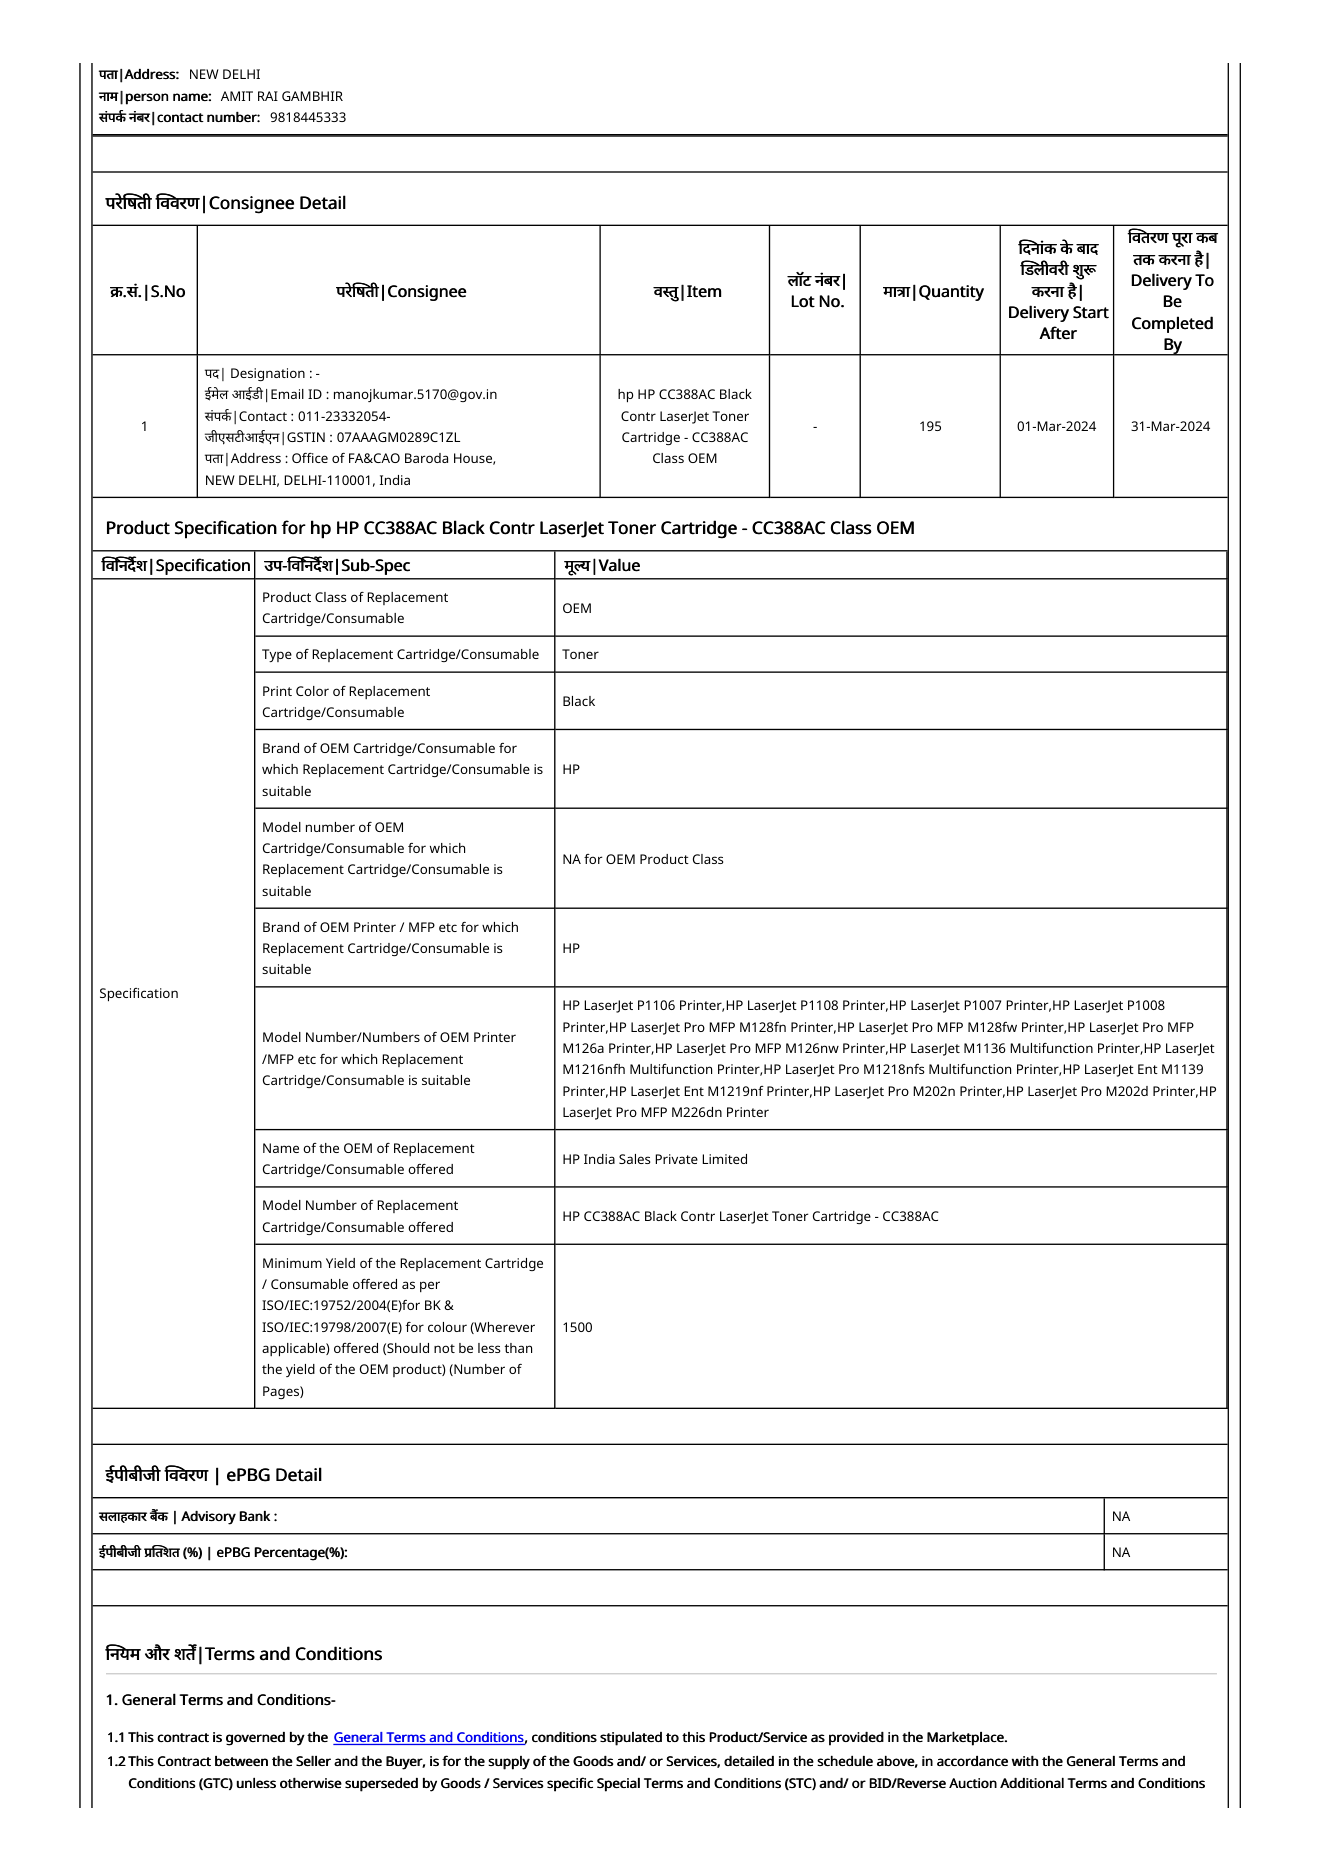 पता|Address: NEW DELHI
नाम|person name: AMIT RAI GAMBHIR
संपर्क नंबर|contact number: 9818445333
परेषिती विवरण|Consignee Detail
क्र.सं.|S.No
परेषिती|Consignee
वस्तु|Item
लॉट नंबर|
Lot No.
मात्रा|Quantity
दिनांक के बाद
डिलीवरी शुरू
करना है|
Delivery Start
After
वितरण पूरा कब
तक करना है|
Delivery To
Be
Completed
By
1
पद| Designation : -
ईमेल आईडी|Email ID : manojkumar.5170@gov.in
संपर्क|Contact : 011-23332054-
जीएसटीआईएन|GSTIN : 07AAAGM0289C1ZL
पता|Address : Office of FA&CAO Baroda House,
NEW DELHI, DELHI-110001, India
hp HP CC388AC Black
Contr LaserJet Toner
Cartridge - CC388AC
Class OEM
-
195
01-Mar-2024
31-Mar-2024
Product Specification for hp HP CC388AC Black Contr LaserJet Toner Cartridge - CC388AC Class OEM
विनिर्देश|Specification
उप-विनिर्देश|Sub-Spec
मूल्य|Value
Specification
Product Class of Replacement
Cartridge/Consumable
OEM
Type of Replacement Cartridge/Consumable
Toner
Print Color of Replacement
Cartridge/Consumable
Black
Brand of OEM Cartridge/Consumable for
which Replacement Cartridge/Consumable is
suitable
HP
Model number of OEM
Cartridge/Consumable for which
Replacement Cartridge/Consumable is
suitable
NA for OEM Product Class
Brand of OEM Printer / MFP etc for which
Replacement Cartridge/Consumable is
suitable
HP
Model Number/Numbers of OEM Printer
/MFP etc for which Replacement
Cartridge/Consumable is suitable
HP LaserJet P1106 Printer,HP LaserJet P1108 Printer,HP LaserJet P1007 Printer,HP LaserJet P1008
Printer,HP LaserJet Pro MFP M128fn Printer,HP LaserJet Pro MFP M128fw Printer,HP LaserJet Pro MFP
M126a Printer,HP LaserJet Pro MFP M126nw Printer,HP LaserJet M1136 Multifunction Printer,HP LaserJet
M1216nfh Multifunction Printer,HP LaserJet Pro M1218nfs Multifunction Printer,HP LaserJet Ent M1139
Printer,HP LaserJet Ent M1219nf Printer,HP LaserJet Pro M202n Printer,HP LaserJet Pro M202d Printer,HP
LaserJet Pro MFP M226dn Printer
Name of the OEM of Replacement
Cartridge/Consumable offered
HP India Sales Private Limited
Model Number of Replacement
Cartridge/Consumable offered
HP CC388AC Black Contr LaserJet Toner Cartridge - CC388AC
Minimum Yield of the Replacement Cartridge
/ Consumable offered as per
ISO/IEC:19752/2004(E)for BK &
ISO/IEC:19798/2007(E) for colour (Wherever
applicable) offered (Should not be less than
the yield of the OEM product) (Number of
Pages)
1500
ईपीबीजी विवरण | ePBG Detail
सलाहकार बैंक | Advisory Bank :
NA
ईपीबीजी प्रतिशत (%) | ePBG Percentage(%):
NA
नियम और शर्तें|Terms and Conditions
1. General Terms and Conditions-
1.1 This contract is governed by the General Terms and Conditions, conditions stipulated to this Product/Service as provided in the Marketplace.
1.2 This Contract between the Seller and the Buyer, is for the supply of the Goods and/ or Services, detailed in the schedule above, in accordance with the General Terms and
Conditions (GTC) unless otherwise superseded by Goods / Services specific Special Terms and Conditions (STC) and/ or BID/Reverse Auction Additional Terms and Conditions